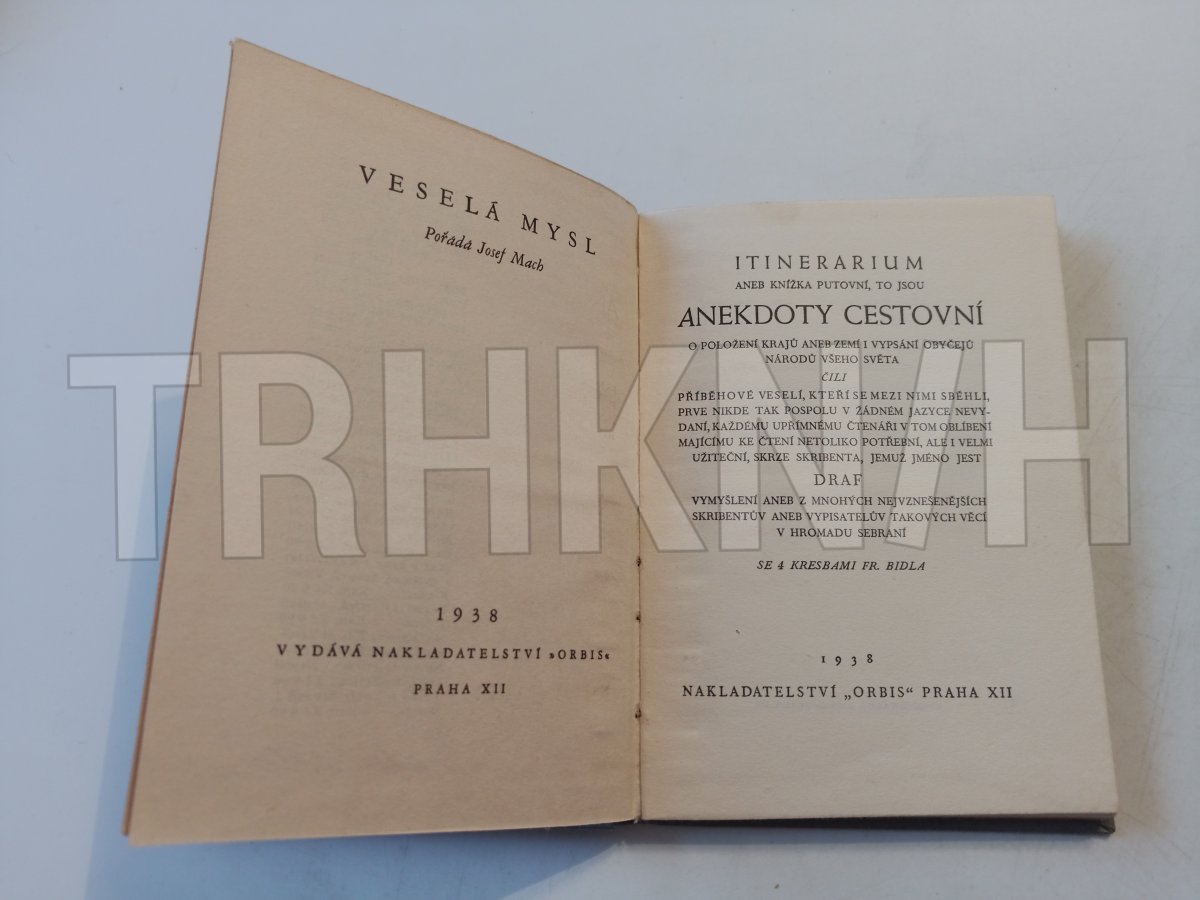 VESELÁ MYSL
Pořádá Josef Mach
1938
VYDÁVÁ NAKLADATELSTVÍ »ORBIS«
PRAHA XII
ITINERARIUM
ANEB KNÍŽKA PUTOVNÍ, TO JSOU
ANEKDOTY CESTOVNÍ
O POLOŽENÍ KRAJŮ ANEB ZEMÍ I VYPSÁNÍ OBYČEJŮ
NÁRODŮ VŠEHO SVĚTA
ČILI
PŘÍBĚHOVÉ VESELÍ, KTEŘÍ SE MEZI NIMI SBĚHLI,
PRVE NIKDE TAK POSPOLU V ŽÁDNÉM JAZYCE NEVY-
DANÍ, KAŽDÉMU UPŘÍMNÉMU ČTENÁŘI V TOM OBLÍBENÍ
MAJÍCÍMU KE ČTENÍ NETOLIKO POTŘEBNÍ, ALE I VELMI
UŽITEČNÍ, SKRZE SKRIBENTA, JEMUŽ JMÉNO JEST
DRAF
VYMYŠLENÍ ANEB Z MNOHÝCH NEJVZNEŠENĚJŠÍCH
SKRIBENTŮV ANEB VYPISATELŮV TAKOVÝCH VĚCÍ
V HROMADU SEBRANÍ
SE 4 KRESBAMI FR. BIDLA
1938
NAKLADATELSTVÍ „ORBIS“ PRAHA XII
TRHKNIH